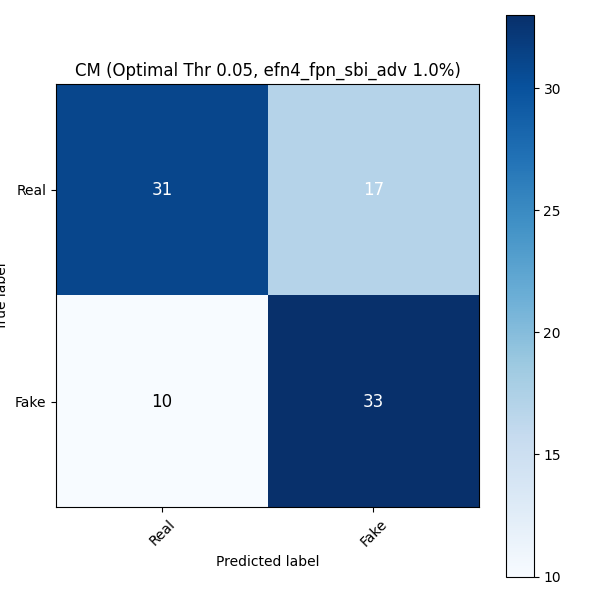 CM (Optimal Thr 0.05, efn4_fpn_sbi_adv 1.0%)
Real
31
17
Fake
10
33
label
Real
Fake
Predicted label
30
25
20
15
10